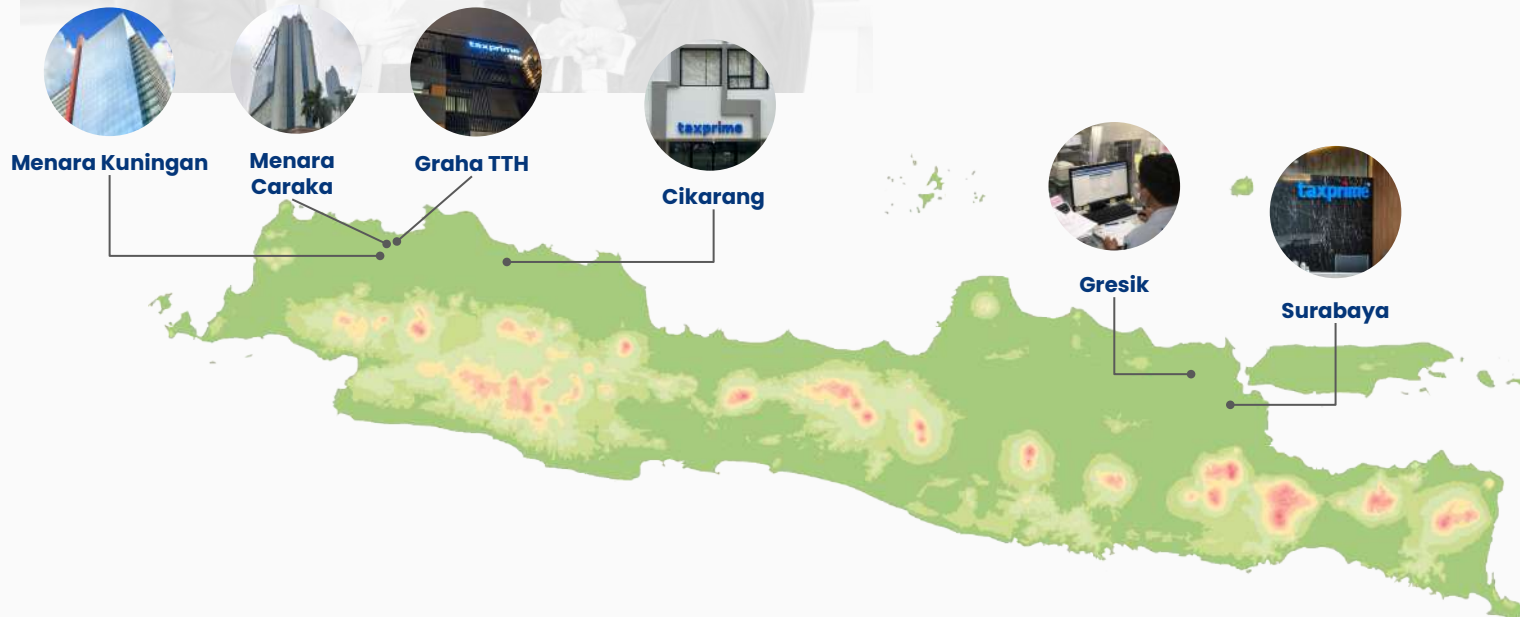 taxprime
taxprime
taxprime
Menara Kuningan
Menara
Caraka
Graha TTH
Cikarang
Gresik
Surabaya